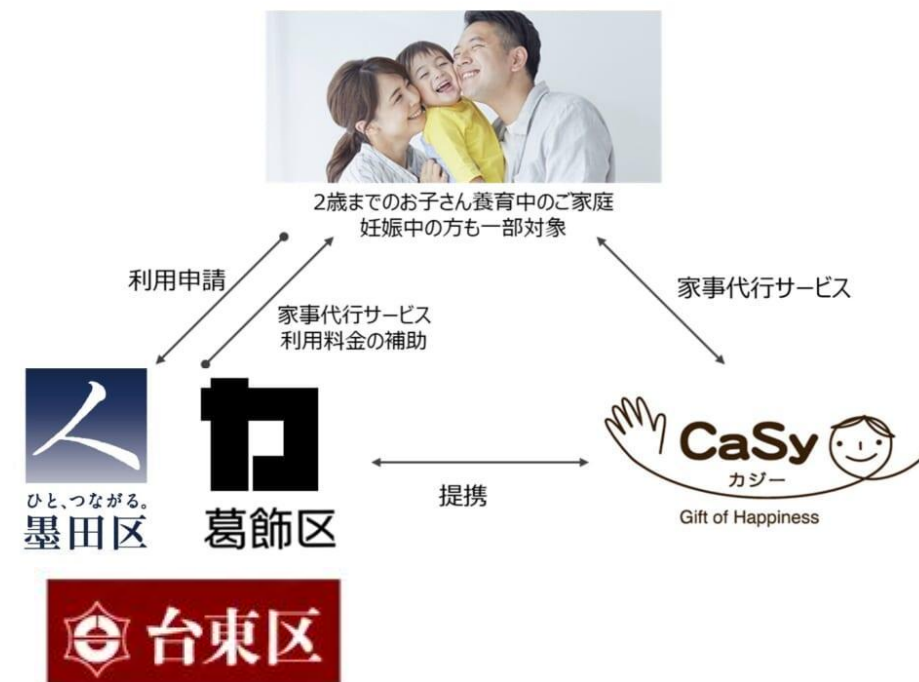 2歳までのお子さん養育中のご家庭
妊娠中の方も一部対象
利用申請
家事代行サービス
利用料金の補助
家事代行サービス
人
ひと、つながる。
墨田区
葛飾区
提携
CaSy
カジー
Gift of Happiness
台東区